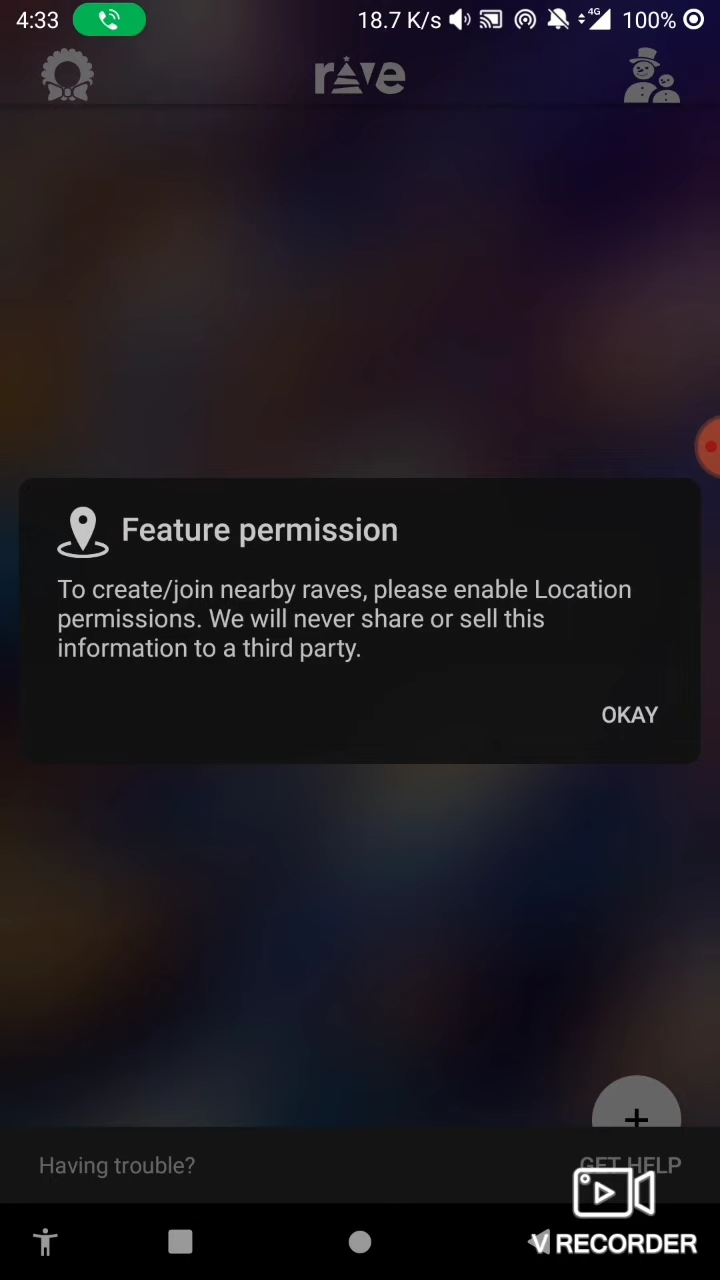 4:33 18.7 K/s 4G 100%
rave
Feature permission
To create/join nearby raves, please enable Location
permissions. We will never share or sell this
information to a third party.
OKAY
+
Having trouble? GET HELP
V RECORDER